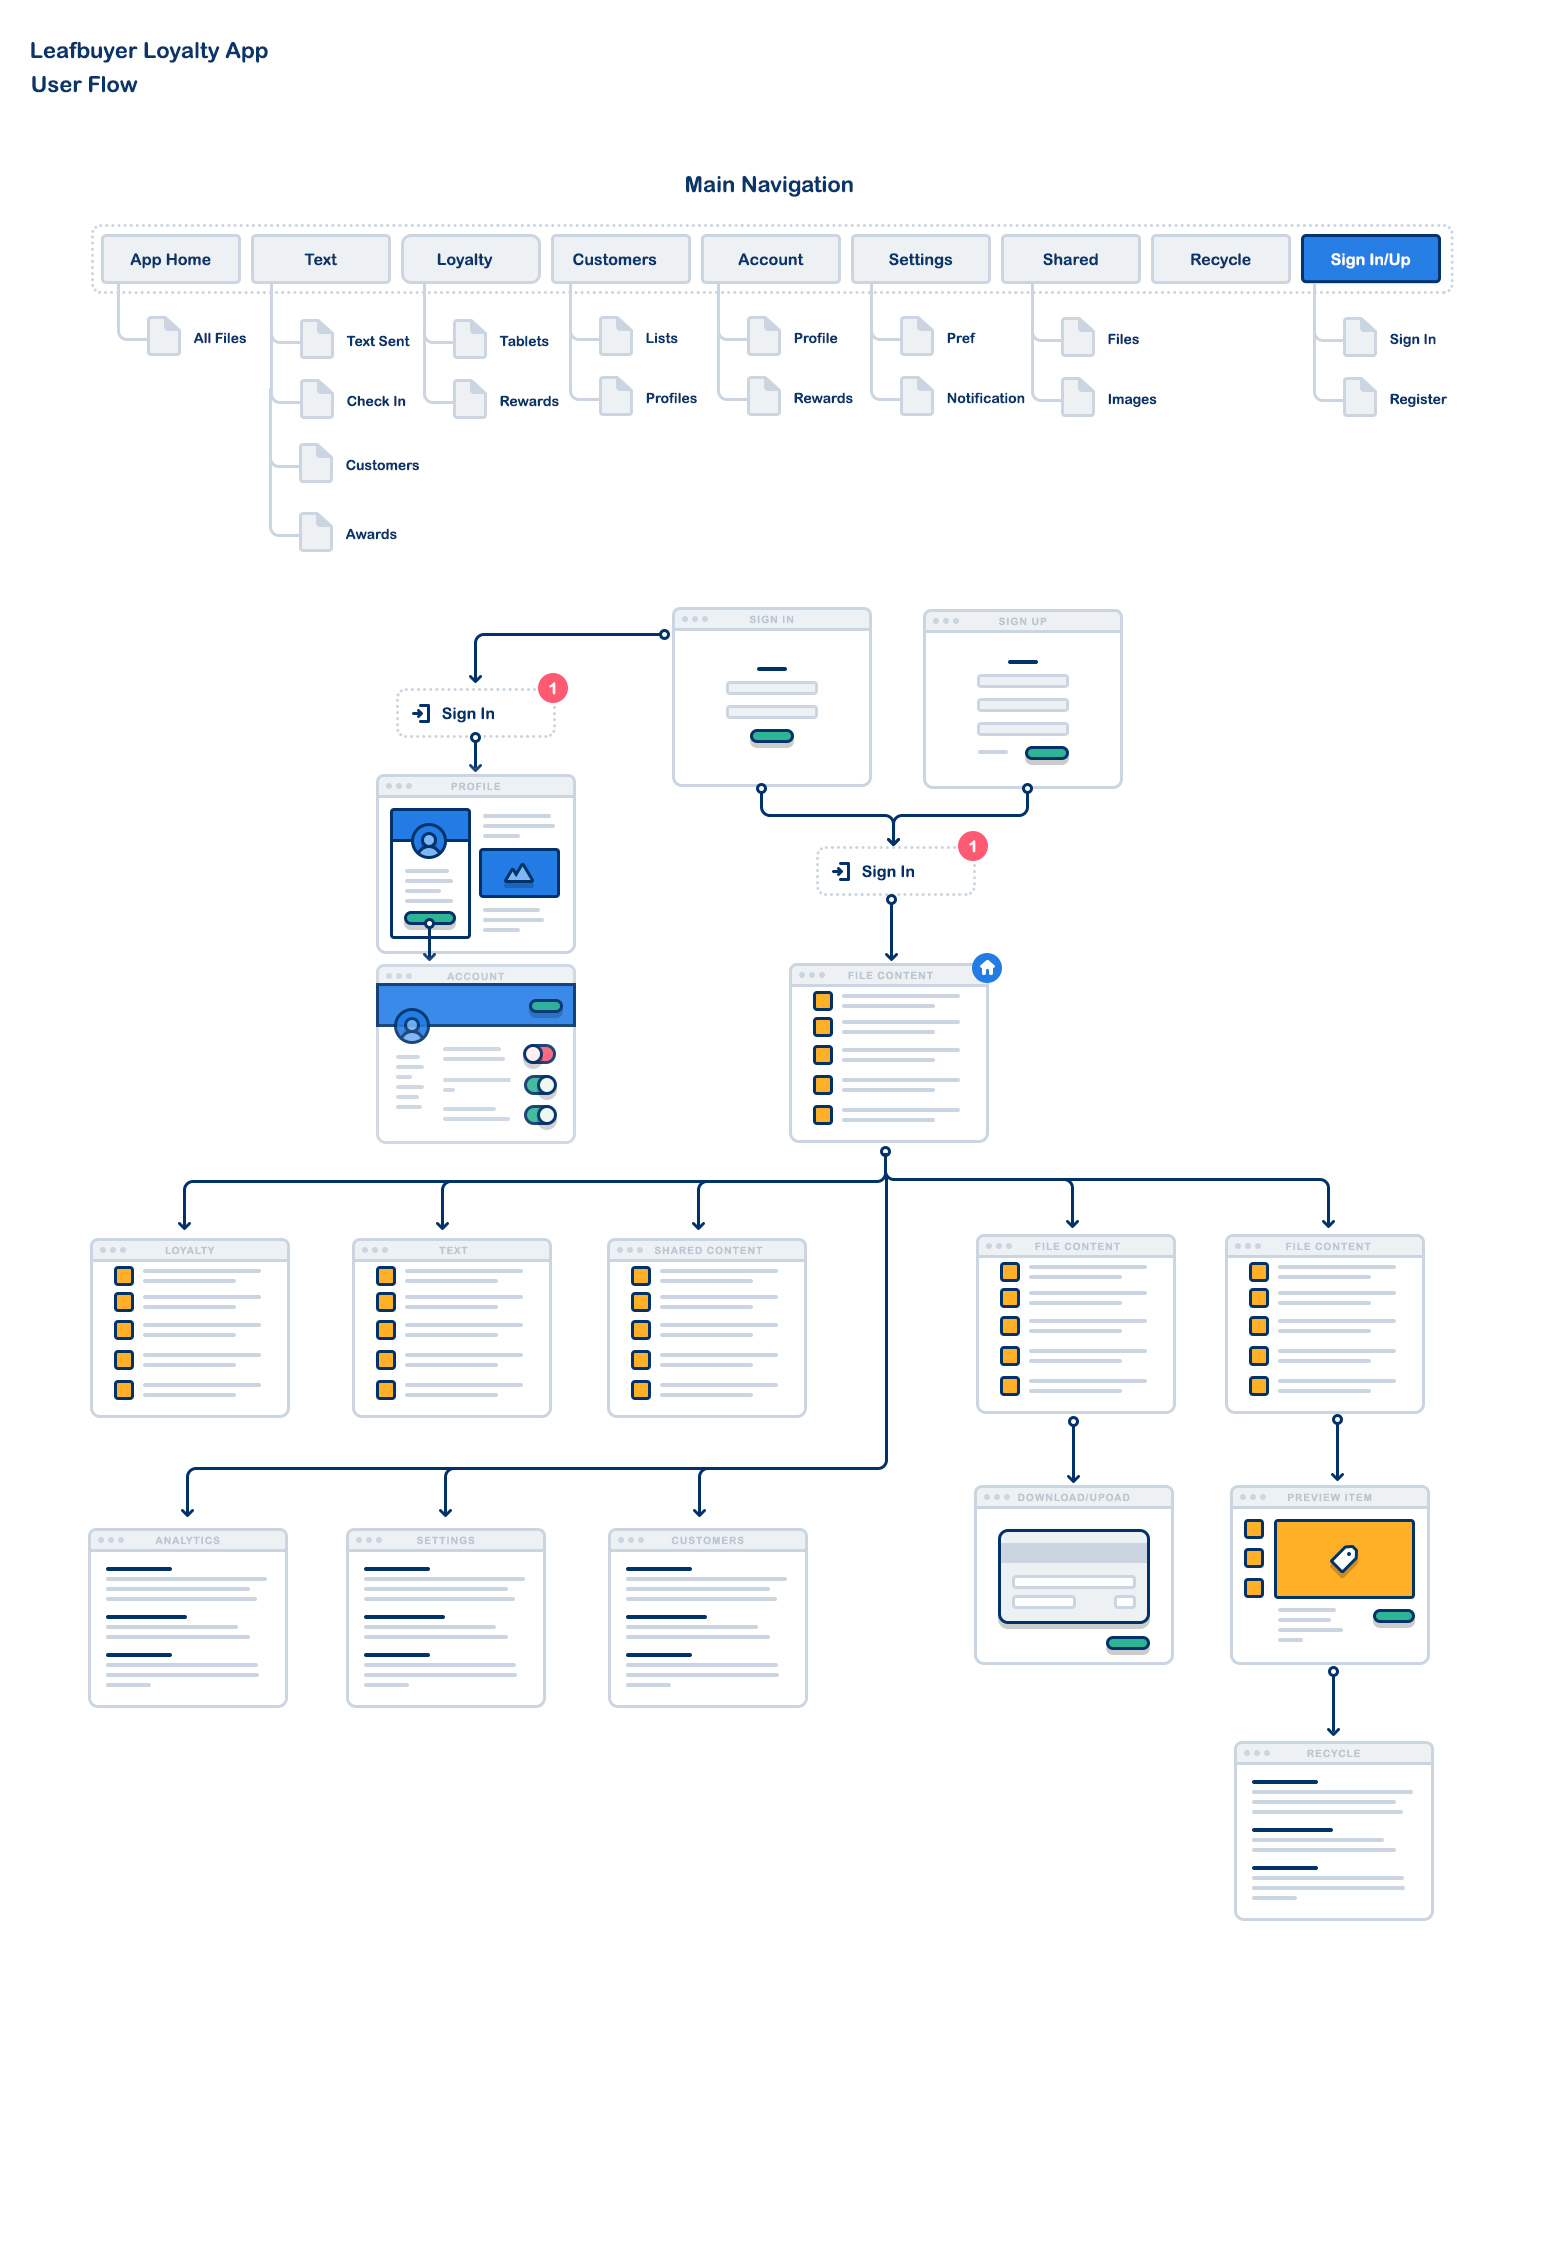 Leafbuyer Loyalty App
User Flow
Main Navigation
App Home
Text
Loyalty
Customers
Account
Settings
Shared
Recycle
Sign In/Up
All Files
Text Sent
Tablets
Lists
Profile
Pref
Files
Sign In
Check In
Rewards
Profiles
Rewards
Notification
Images
Register
Customers
Awards
SIGN IN
SIGN UP
1
Sign In
PROFILE
1
Sign In
ACCOUNT
FILE CONTENT
LOYALTY
TEXT
SHARED CONTENT
FILE CONTENT
FILE CONTENT
DOWNLOAD/UPOAD
PREVIEW ITEM
ANALYTICS
SETTINGS
CUSTOMERS
RECYCLE